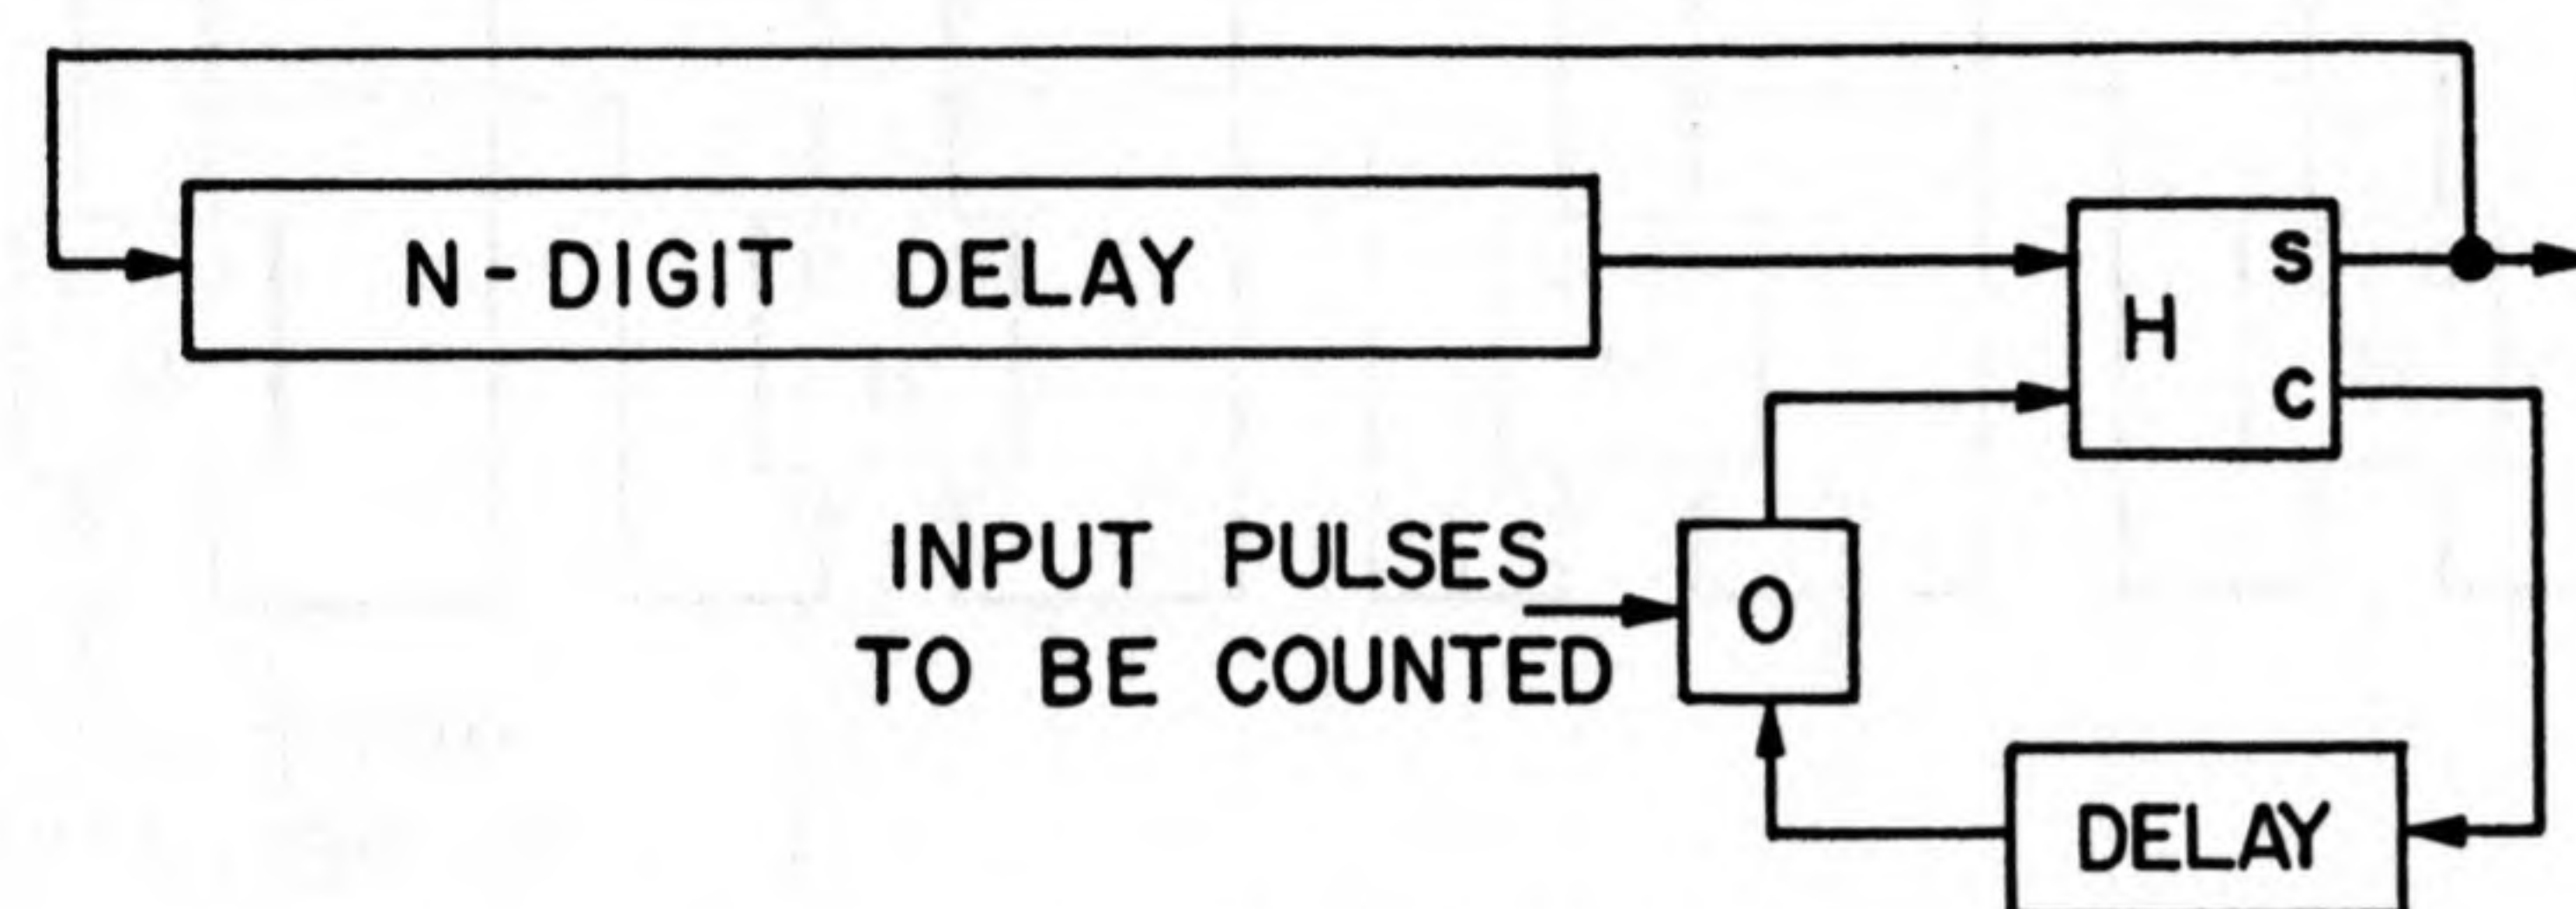 N-DIGIT DELAY
H
S
C
INPUT PULSES
TO BE COUNTED
O
DELAY